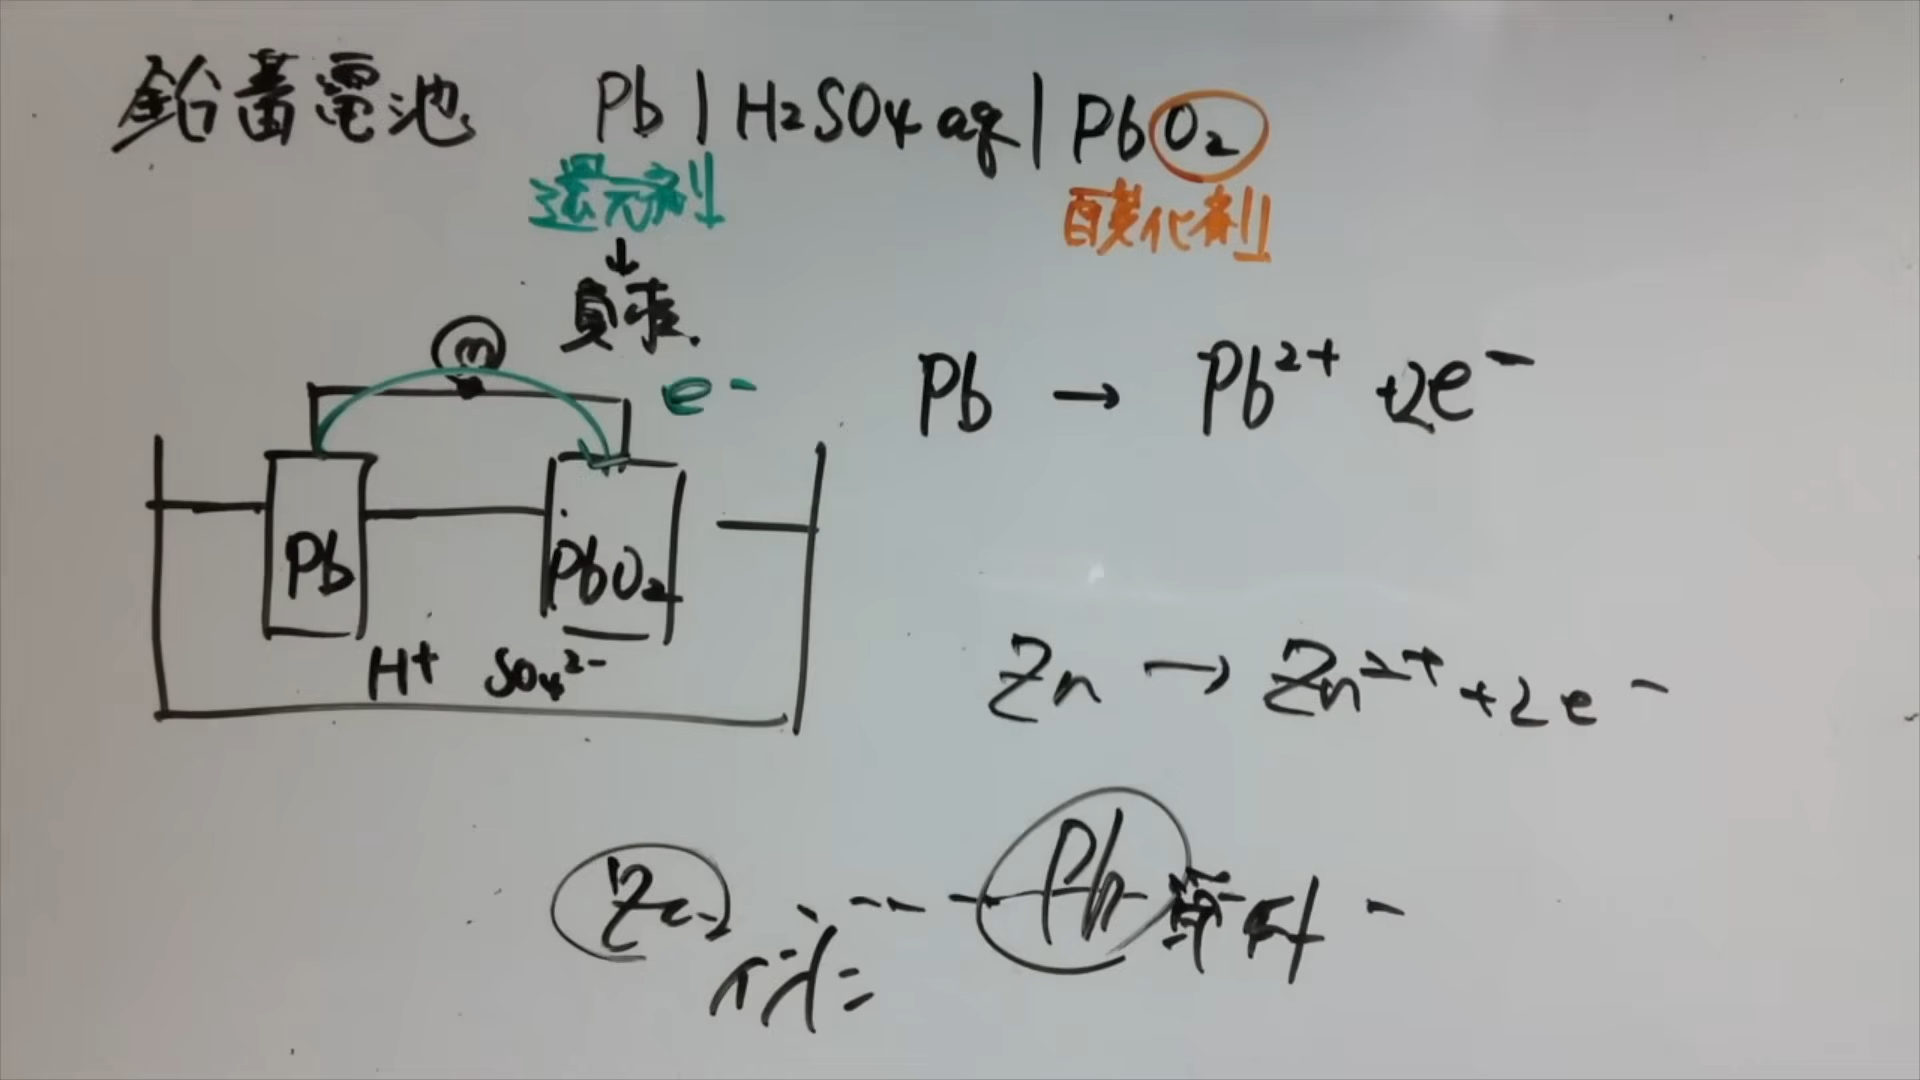 鉛蓄電池 Pb | H2SO4 aq | PbO2
還元剤 酸化剤
↓
負極.
m
e−
Pb → Pb2+ +2e−
Pb PbO2
H+ SO42−
Zn → Zn2+ +2e−
Pb